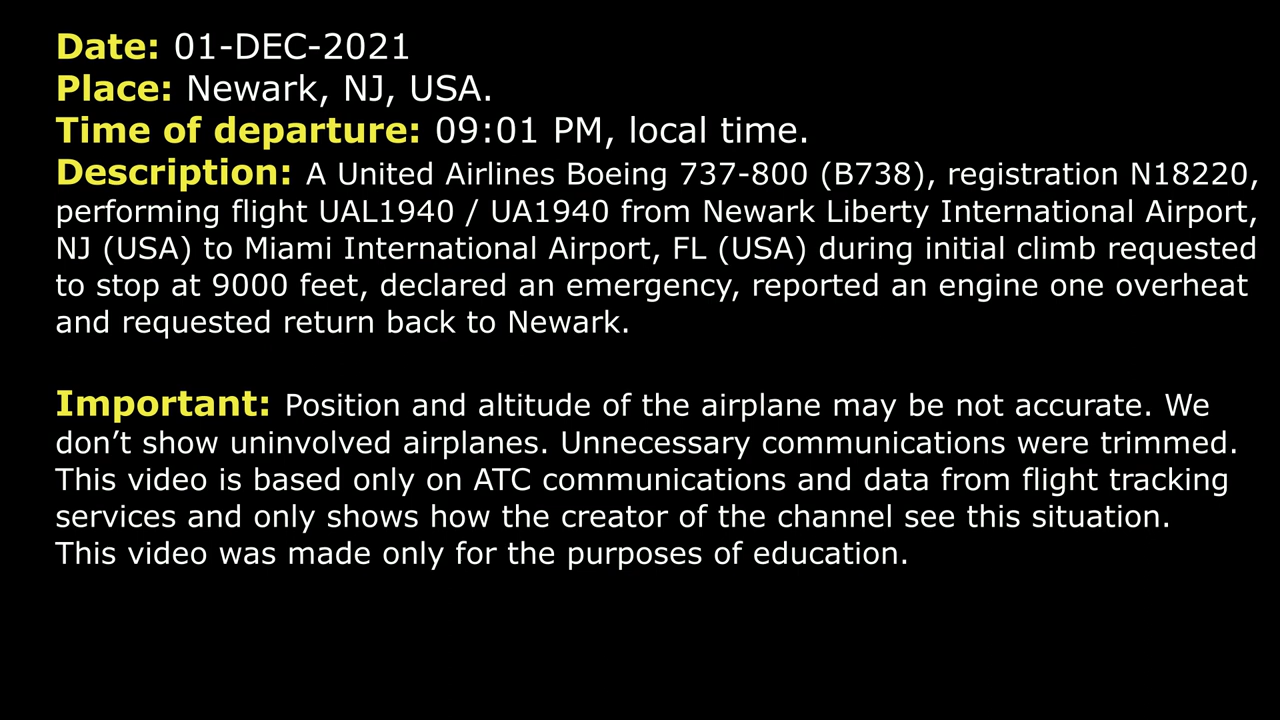 Date: 01-DEC-2021
Place: Newark, NJ, USA.
Time of departure: 09:01 PM, local time.
Description: A United Airlines Boeing 737-800 (B738), registration N18220,
performing flight UAL1940 / UA1940 from Newark Liberty International Airport,
NJ (USA) to Miami International Airport, FL (USA) during initial climb requested
to stop at 9000 feet, declared an emergency, reported an engine one overheat
and requested return back to Newark.
Important: Position and altitude of the airplane may be not accurate. We
don’t show uninvolved airplanes. Unnecessary communications were trimmed.
This video is based only on ATC communications and data from flight tracking
services and only shows how the creator of the channel see this situation.
This video was made only for the purposes of education.